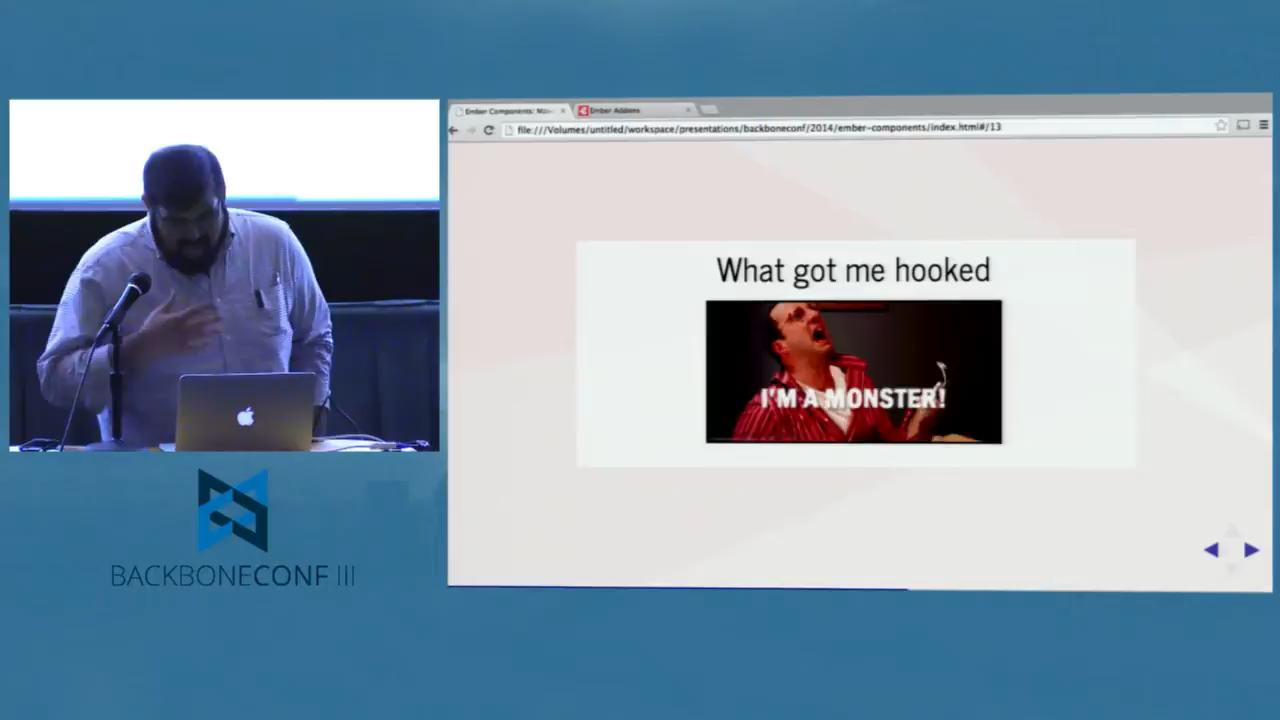 Ember Components: Mak
Ember Addons
file:///Volumes/untitled/workspace/presentations/backboneconf/2014/ember-components/index.html#/13
What got me hooked
I'M A MONSTER!
BACKBONECONF III